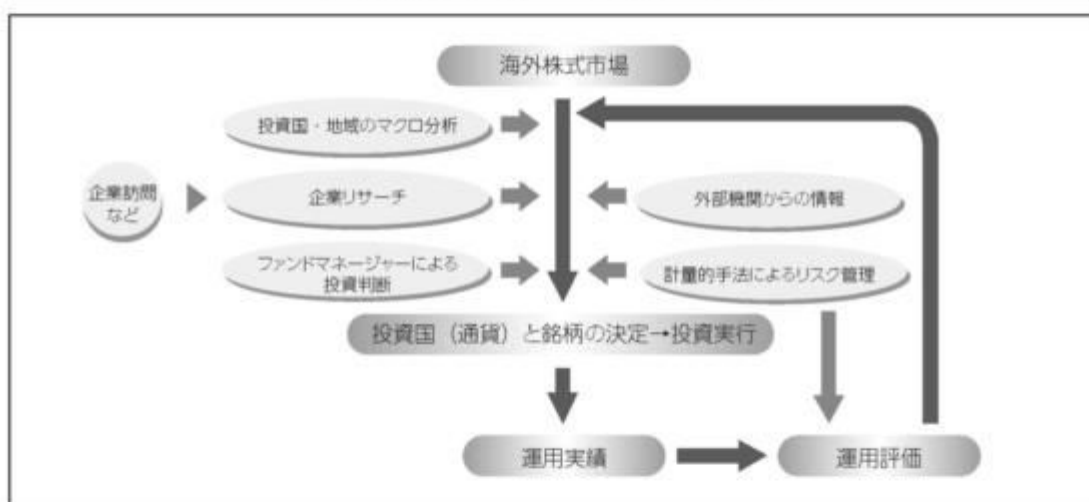 海外株式市場
投資国・地域のマクロ分析
企業訪問
など
企業リサーチ
外部機関からの情報
ファンドマネージャーによる
投資判断
計量的手法によるリスク管理
投資国（通貨）と銘柄の決定→投資実行
運用実績
運用評価